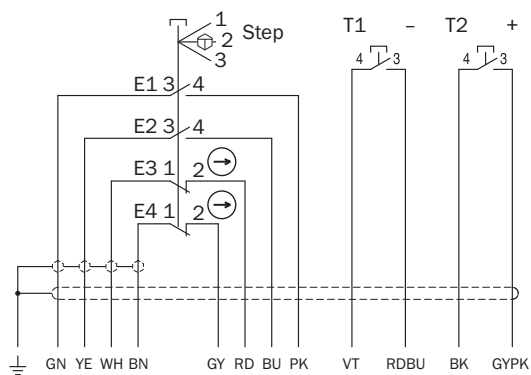 1
2 Step
3
T1 – T2 +
4 3 4 3
E1 3 4
E2 3 4
E3 1 2
E4 1 2
GN YE WH BN GY RD BU PK VT RDBU BK GYPK